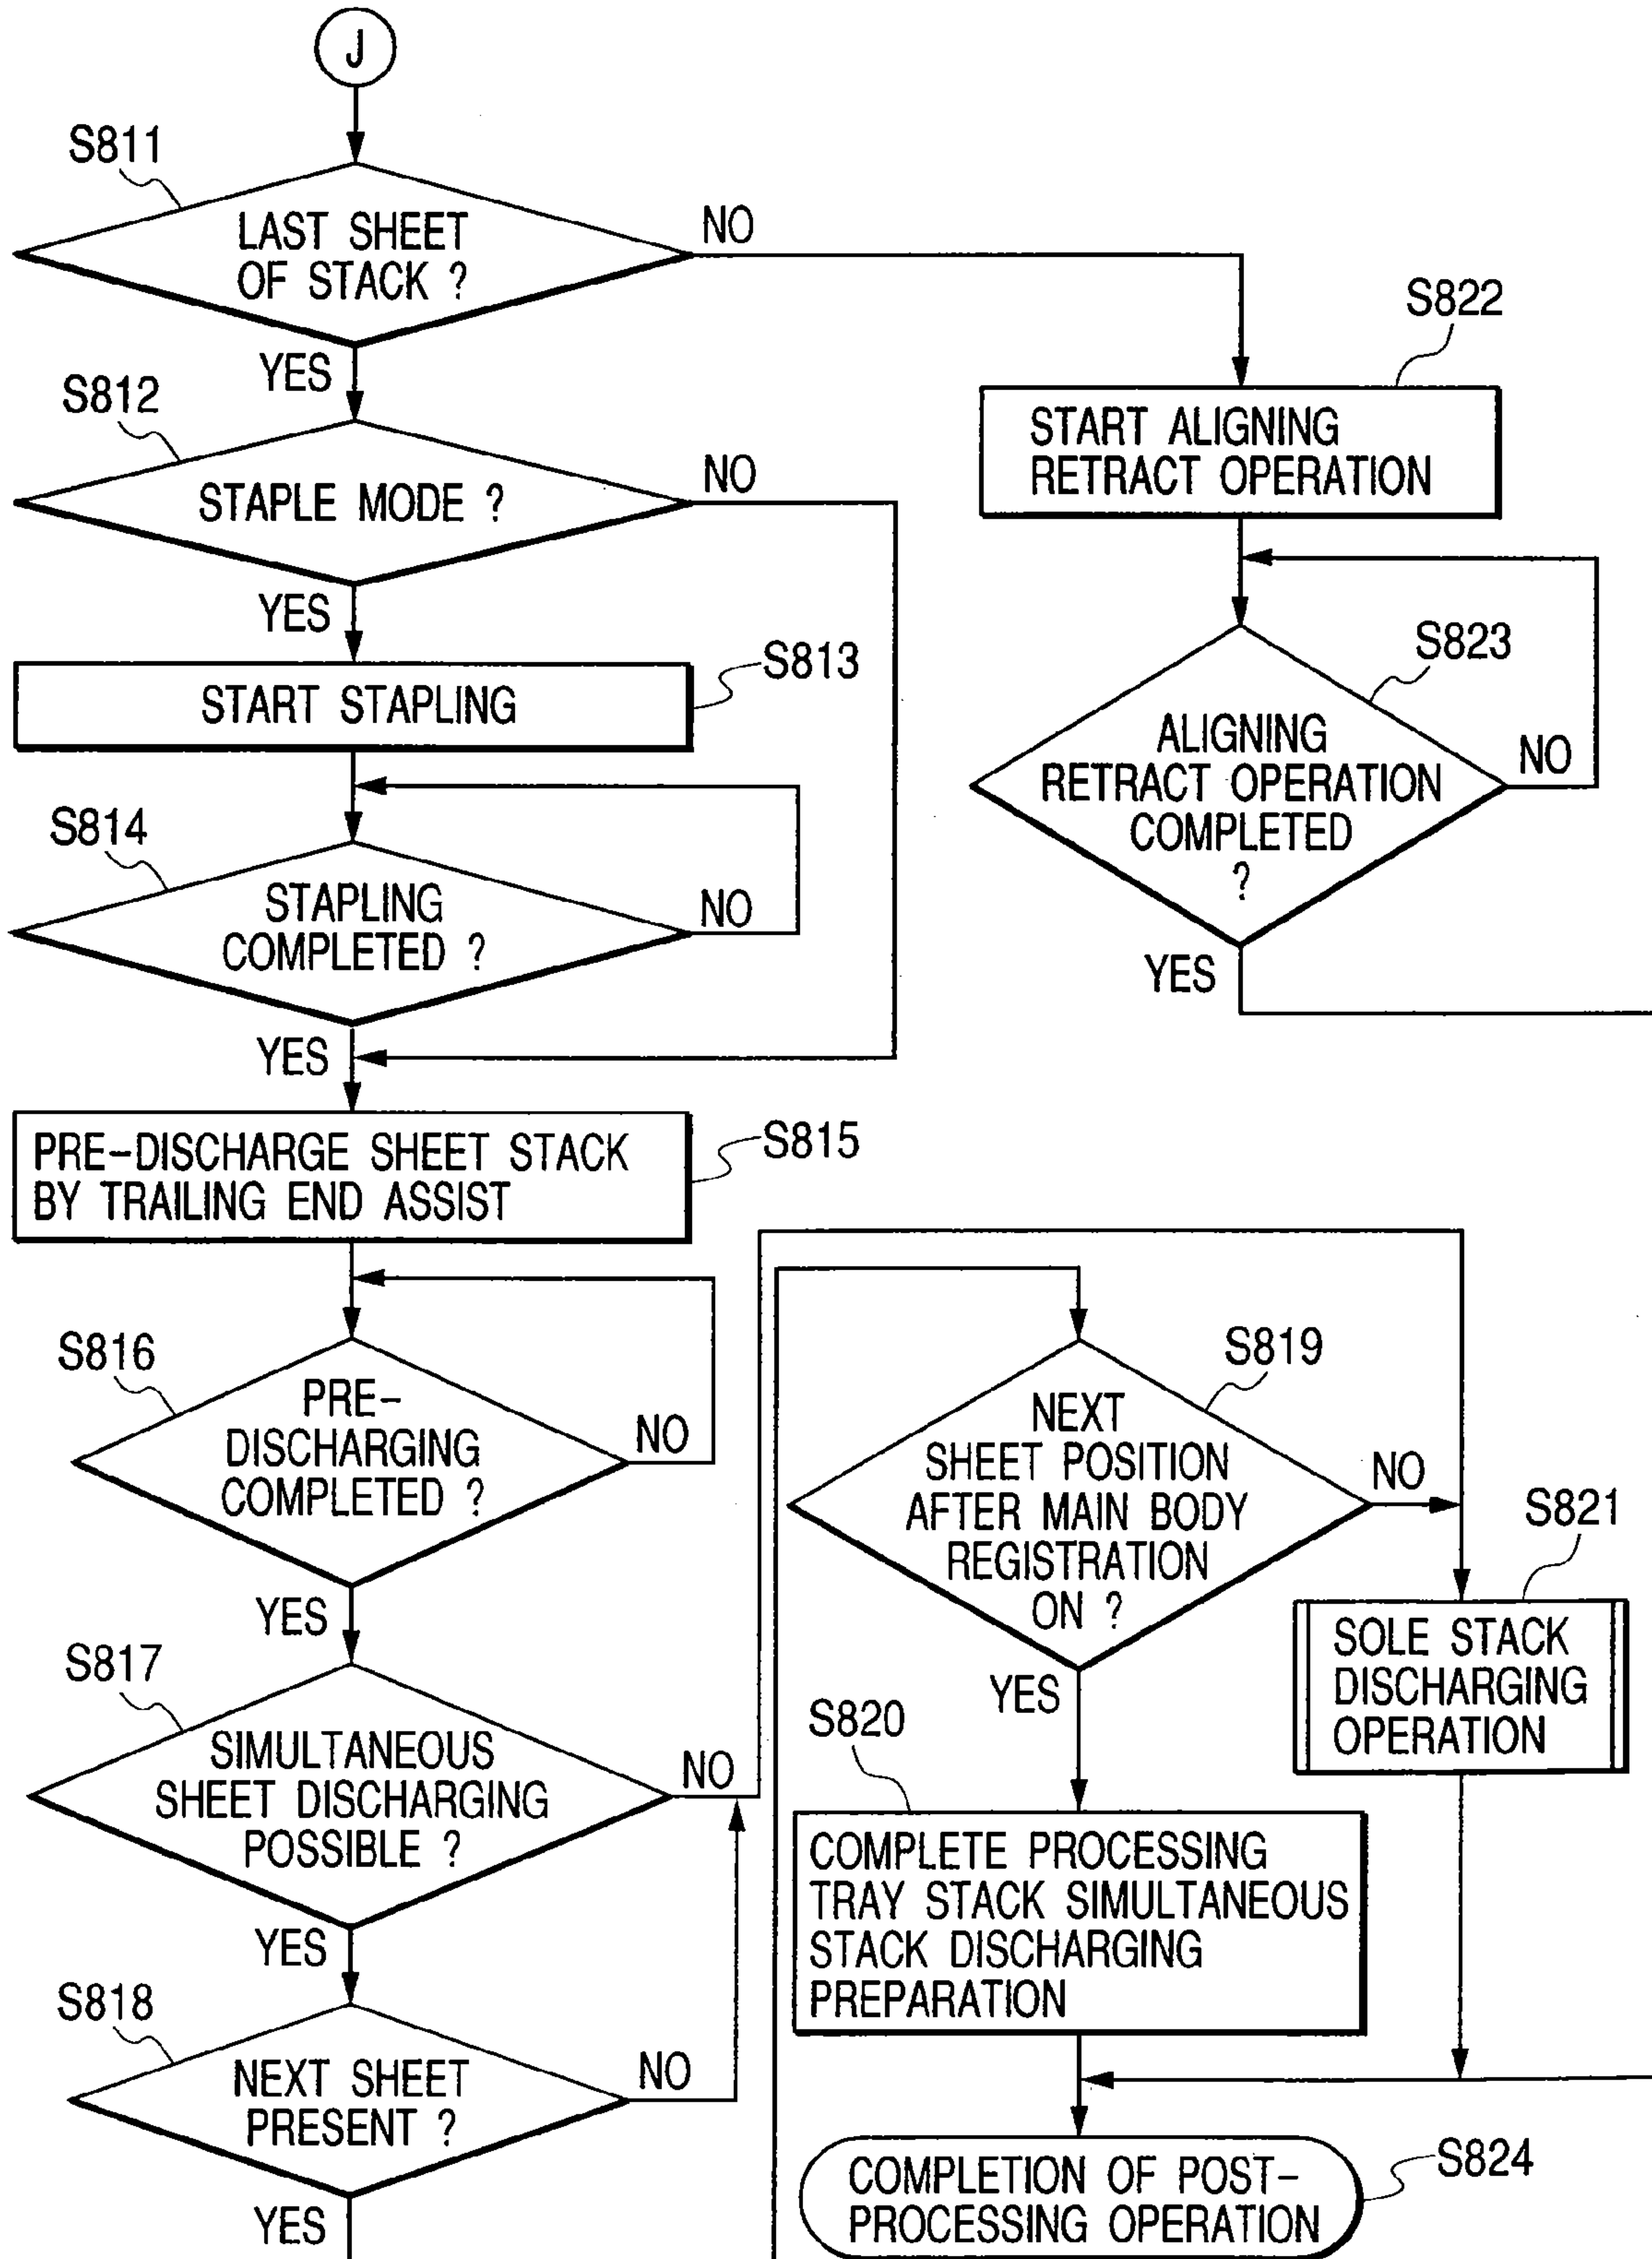 J
S811
LAST SHEET
OF STACK ?
NO
YES
S812
STAPLE MODE ?
NO
YES
S813
START STAPLING
S814
STAPLING
COMPLETED ?
NO
YES
S815
PRE-DISCHARGE SHEET STACK
BY TRAILING END ASSIST
S816
PRE-
DISCHARGING
COMPLETED ?
NO
YES
S817
SIMULTANEOUS
SHEET DISCHARGING
POSSIBLE ?
NO
YES
S818
NEXT SHEET
PRESENT ?
NO
YES
S822
START ALIGNING
RETRACT OPERATION
S823
ALIGNING
RETRACT OPERATION
COMPLETED
?
NO
YES
S819
NEXT
SHEET POSITION
AFTER MAIN BODY
REGISTRATION
ON ?
NO
YES
S820
COMPLETE PROCESSING
TRAY STACK SIMULTANEOUS
STACK DISCHARGING
PREPARATION
S821
SOLE STACK
DISCHARGING
OPERATION
S824
COMPLETION OF POST-
PROCESSING OPERATION